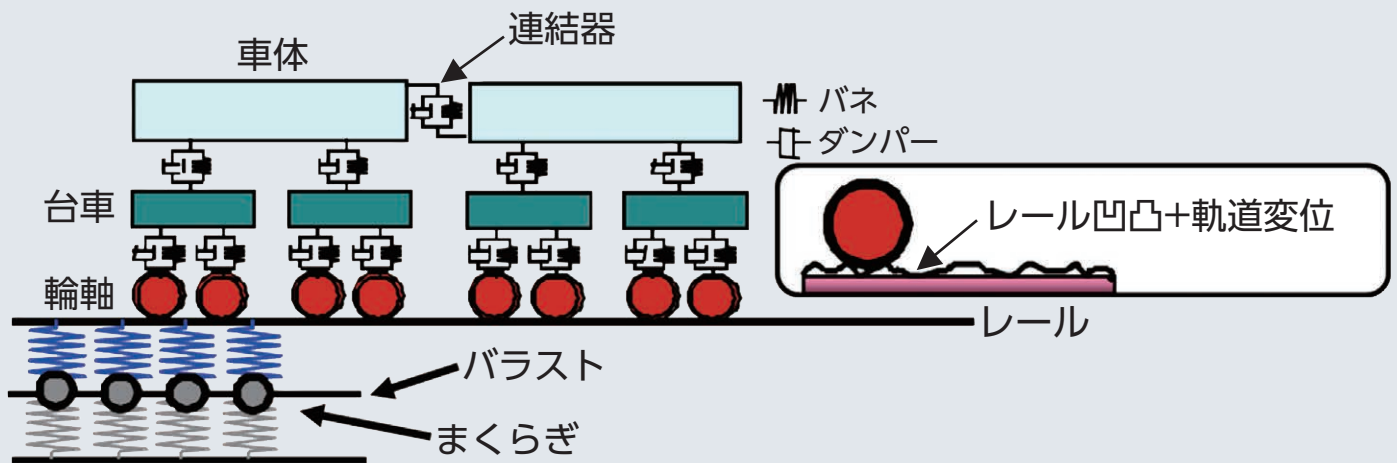 連結器
車体
バネ
ダンパー
台車
レール凹凸+軌道変位
輪軸
レール
バラスト
まくらぎ